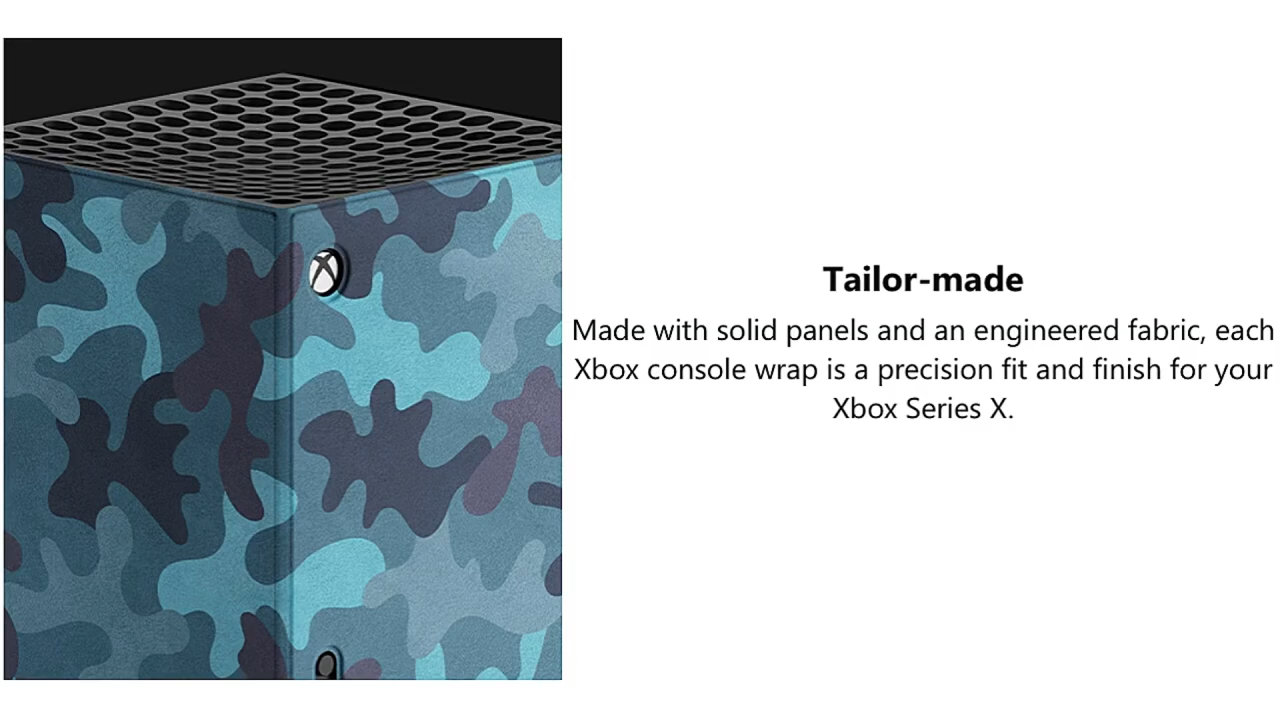 Tailor-made
Made with solid panels and an engineered fabric, each
Xbox console wrap is a precision fit and finish for your
Xbox Series X.